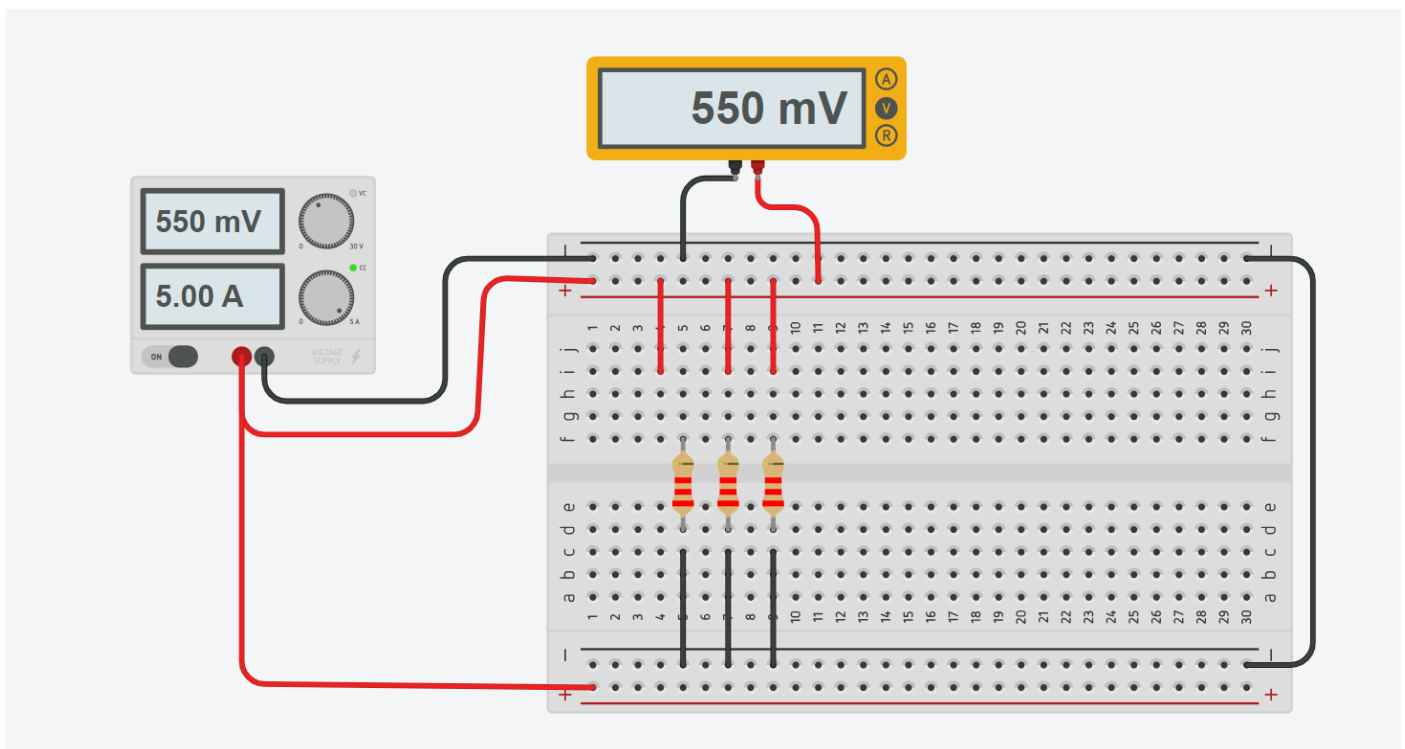 550 mV
A
V
R
550 mV
VC
0 30 V
5.00 A
CC
0 5 A
ON
VOLTAGE
SUPPLY
− −
+ +
1 2 3 4 5 6 7 8 9 10 11 12 13 14 15 16 17 18 19 20 21 22 23 24 25 26 27 28 29 30
j j
i i
h h
g g
f f
e e
d d
c c
b b
a a
1 2 3 4 5 6 7 8 9 10 11 12 13 14 15 16 17 18 19 20 21 22 23 24 25 26 27 28 29 30
− −
+ +